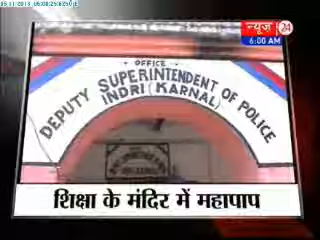 न्यूज़ 24
6:00 AM
OFFICE
DEPUTY SUPERINTENDENT OF POLICE
INDRI (KARNAL)
शिक्षा के मंदिर में महापाप